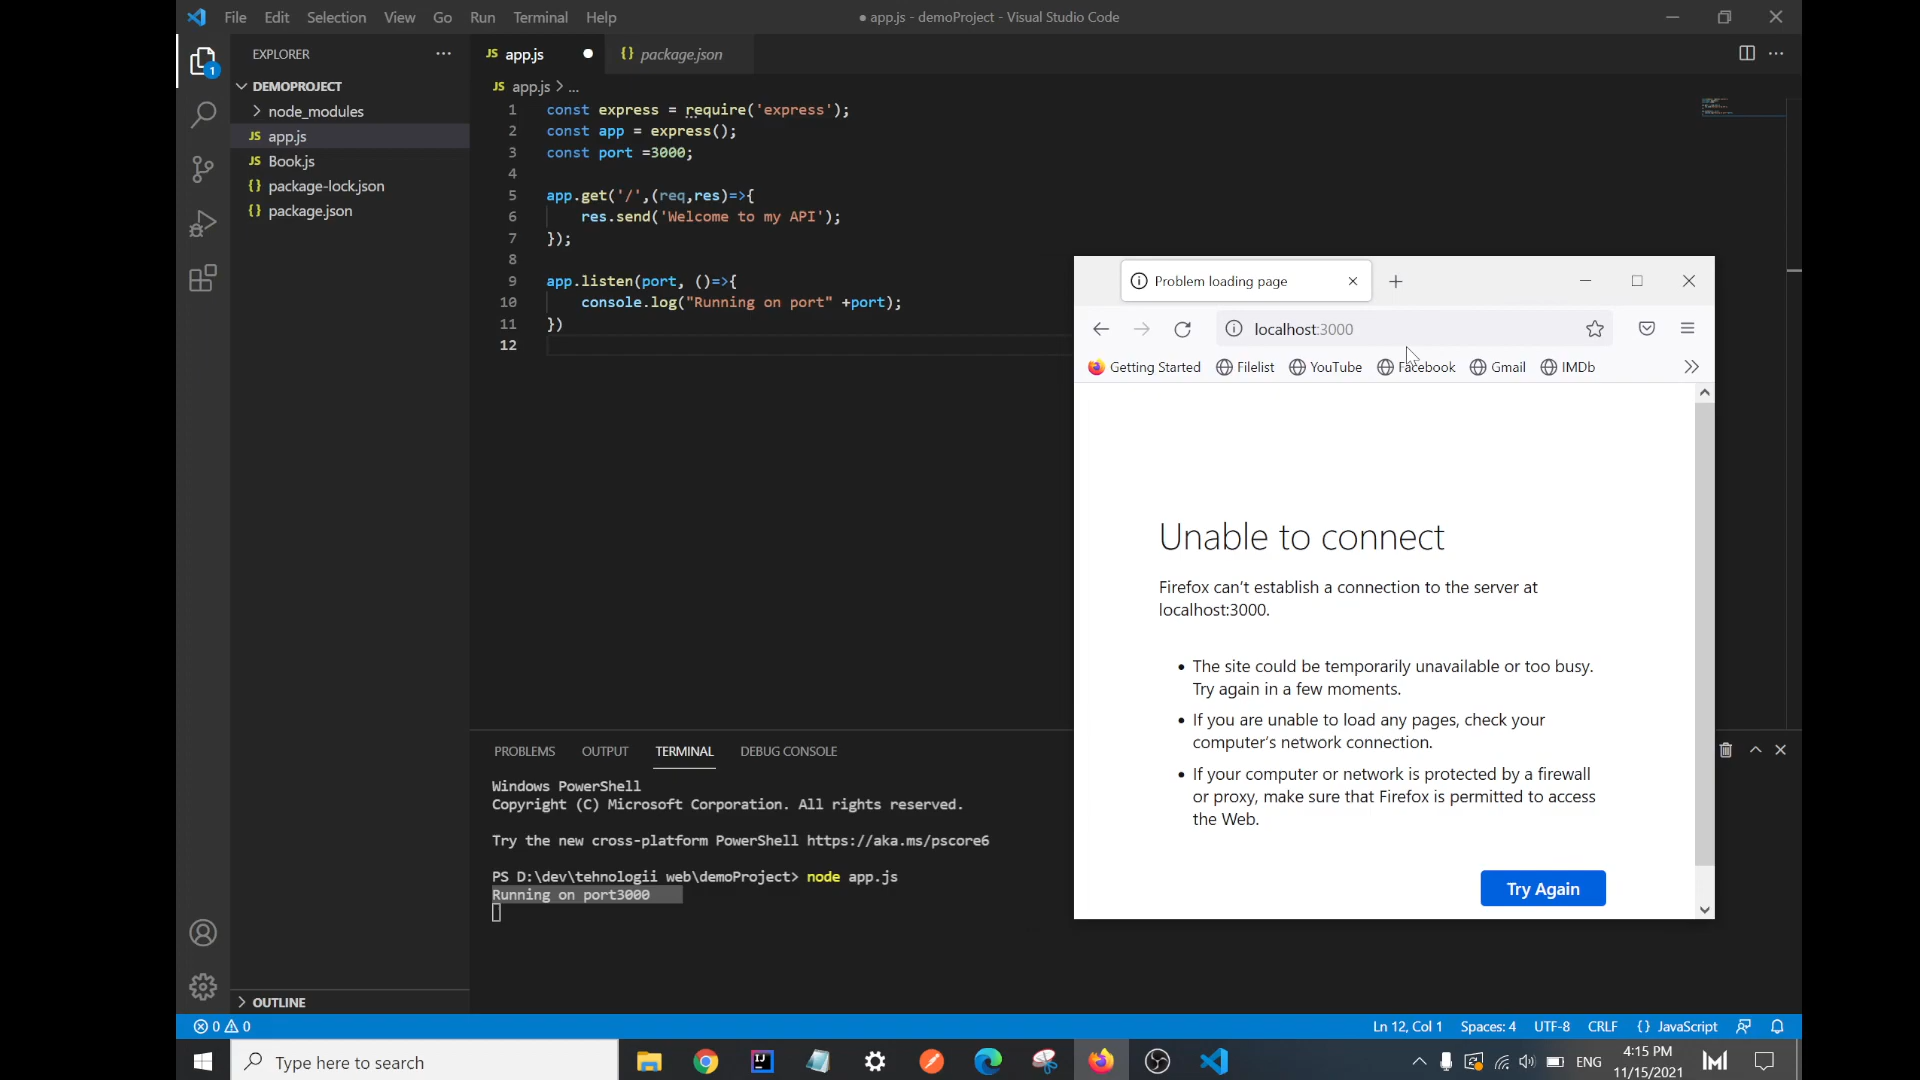 File Edit Selection View Go Run Terminal Help
● app.js - demoProject - Visual Studio Code
EXPLORER ···
DEMOPROJECT
node_modules
JS app.js
JS Book.js
{} package-lock.json
{} package.json
OUTLINE
1
JS app.js ●
{} package.json
JS app.js > ...
1 const express = require('express');
2 const app = express();
3 const port =3000;
4
5 app.get('/',(req,res)=>{
6 res.send('Welcome to my API');
7 });
8
9 app.listen(port, ()=>{
10 console.log("Running on port" +port);
11 })
12
Problem loading page
localhost:3000
Getting Started Filelist YouTube Facebook Gmail IMDb
Unable to connect
Firefox can't establish a connection to the server at
localhost:3000.
• The site could be temporarily unavailable or too busy.
Try again in a few moments.
• If you are unable to load any pages, check your
computer's network connection.
• If your computer or network is protected by a firewall
or proxy, make sure that Firefox is permitted to access
the Web.
Try Again
PROBLEMS OUTPUT TERMINAL DEBUG CONSOLE
Windows PowerShell
Copyright (C) Microsoft Corporation. All rights reserved.
Try the new cross-platform PowerShell https://aka.ms/pscore6
PS D:\dev\tehnologii web\demoProject> node app.js
Running on port3000
0 0
Ln 12, Col 1 Spaces: 4 UTF-8 CRLF {} JavaScript
Type here to search
IJ
ENG
4:15 PM
11/15/2021